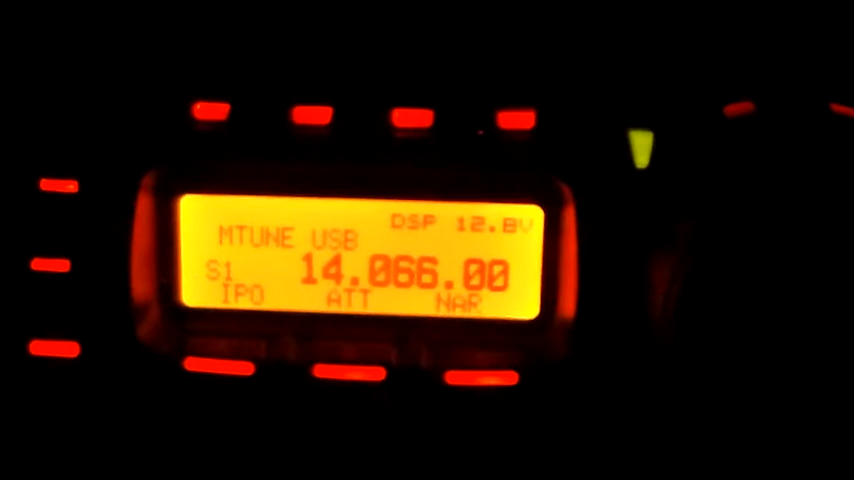 DSP 12.8V
MTUNE USB
S1 14.066.00
IPO ATT NAR